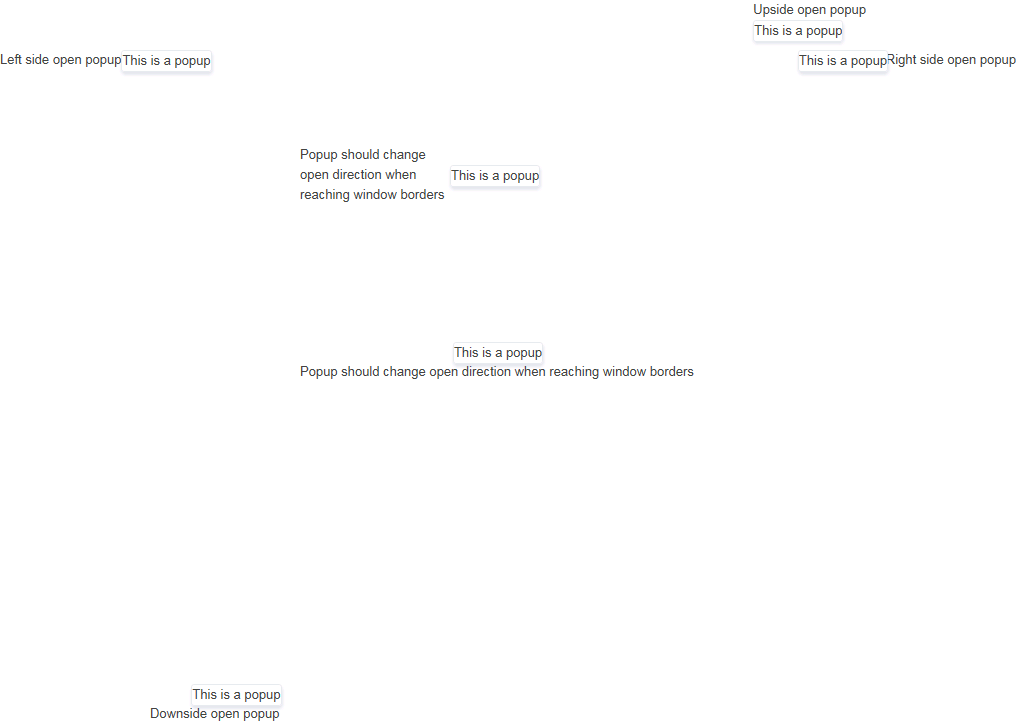 Upside open popup
This is a popup
Left side open popup
This is a popup
This is a popup
Right side open popup
Popup should change
open direction when
reaching window borders
This is a popup
This is a popup
Popup should change open direction when reaching window borders
This is a popup
Downside open popup